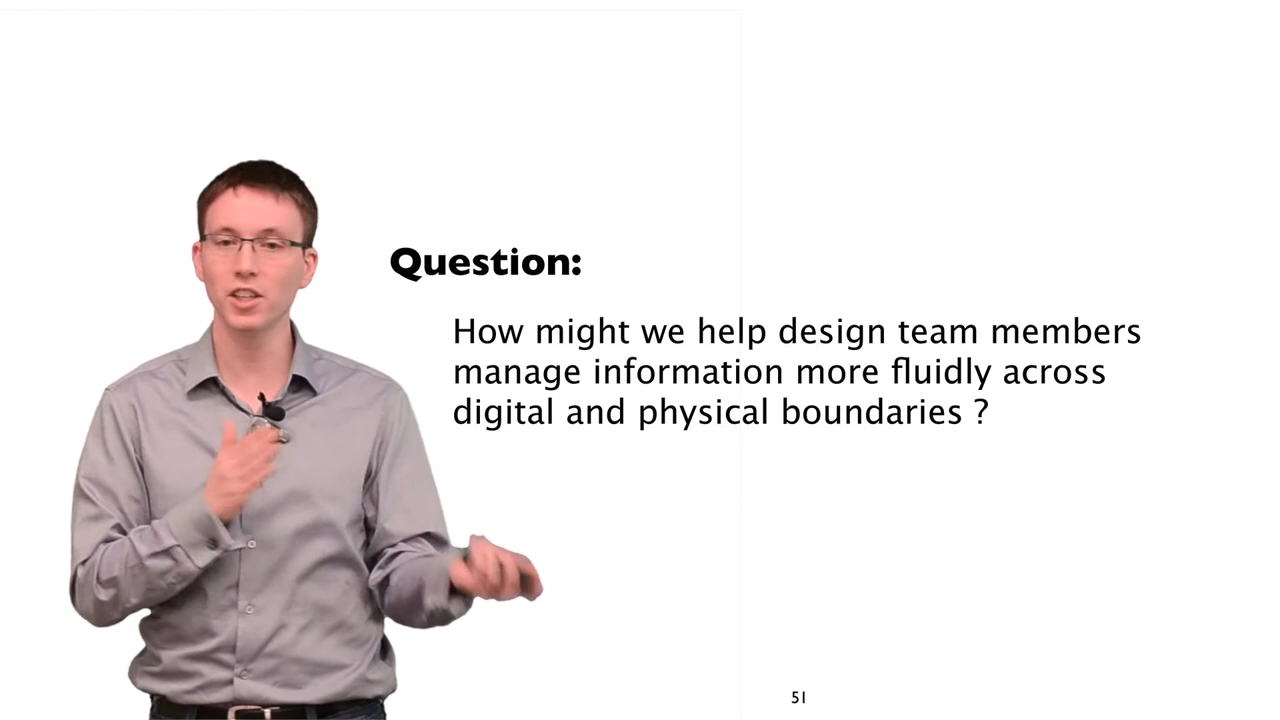 Question:
How might we help design team members
manage information more fluidly across
digital and physical boundaries ?
51